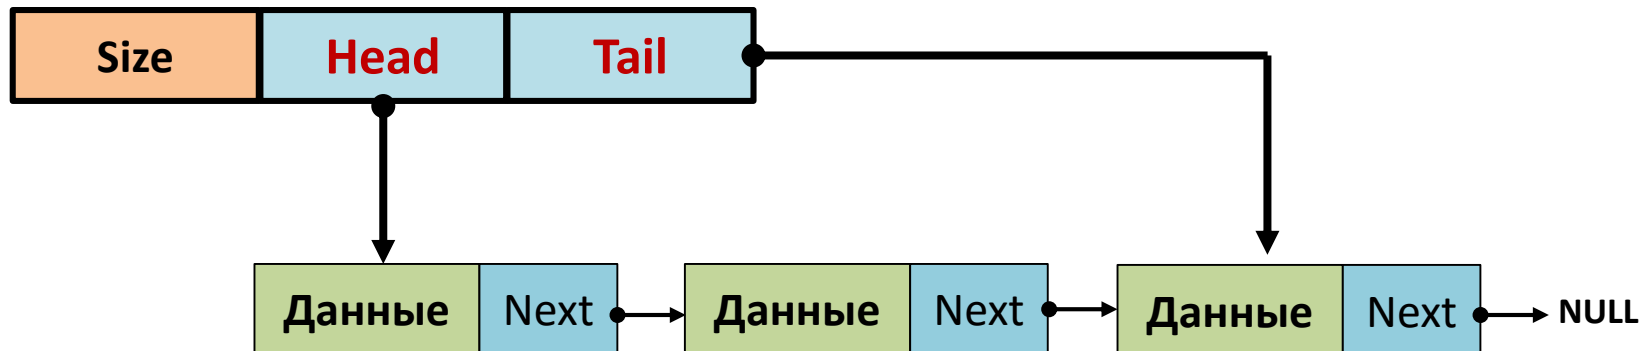 Size Head Tail
Данные Next Данные Next Данные Next NULL